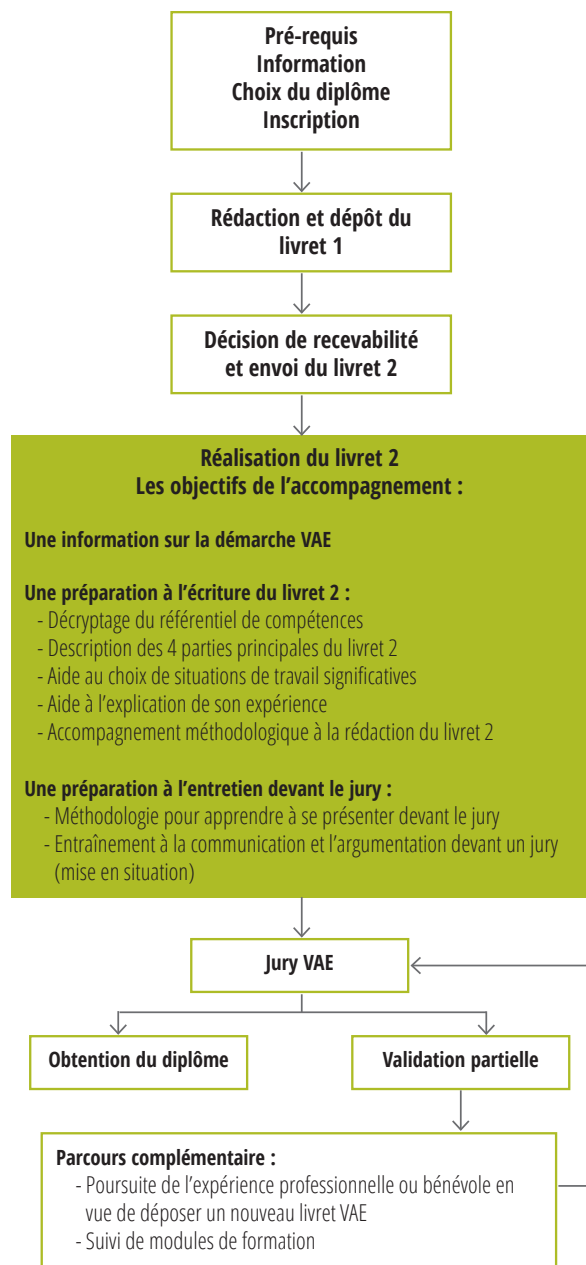 Pré-requis
Information
Choix du diplôme
Inscription
Rédaction et dépôt du
livret 1
Décision de recevabilité
et envoi du livret 2
Réalisation du livret 2
Les objectifs de l’accompagnement :
Une information sur la démarche VAE
Une préparation à l’écriture du livret 2 :
- Décryptage du référentiel de compétences
- Description des 4 parties principales du livret 2
- Aide au choix de situations de travail significatives
- Aide à l’explication de son expérience
- Accompagnement méthodologique à la rédaction du livret 2
Une préparation à l’entretien devant le jury :
- Méthodologie pour apprendre à se présenter devant le jury
- Entraînement à la communication et l’argumentation devant un jury
(mise en situation)
Jury VAE
Obtention du diplôme
Validation partielle
Parcours complémentaire :
- Poursuite de l’expérience professionnelle ou bénévole en
vue de déposer un nouveau livret VAE
- Suivi de modules de formation